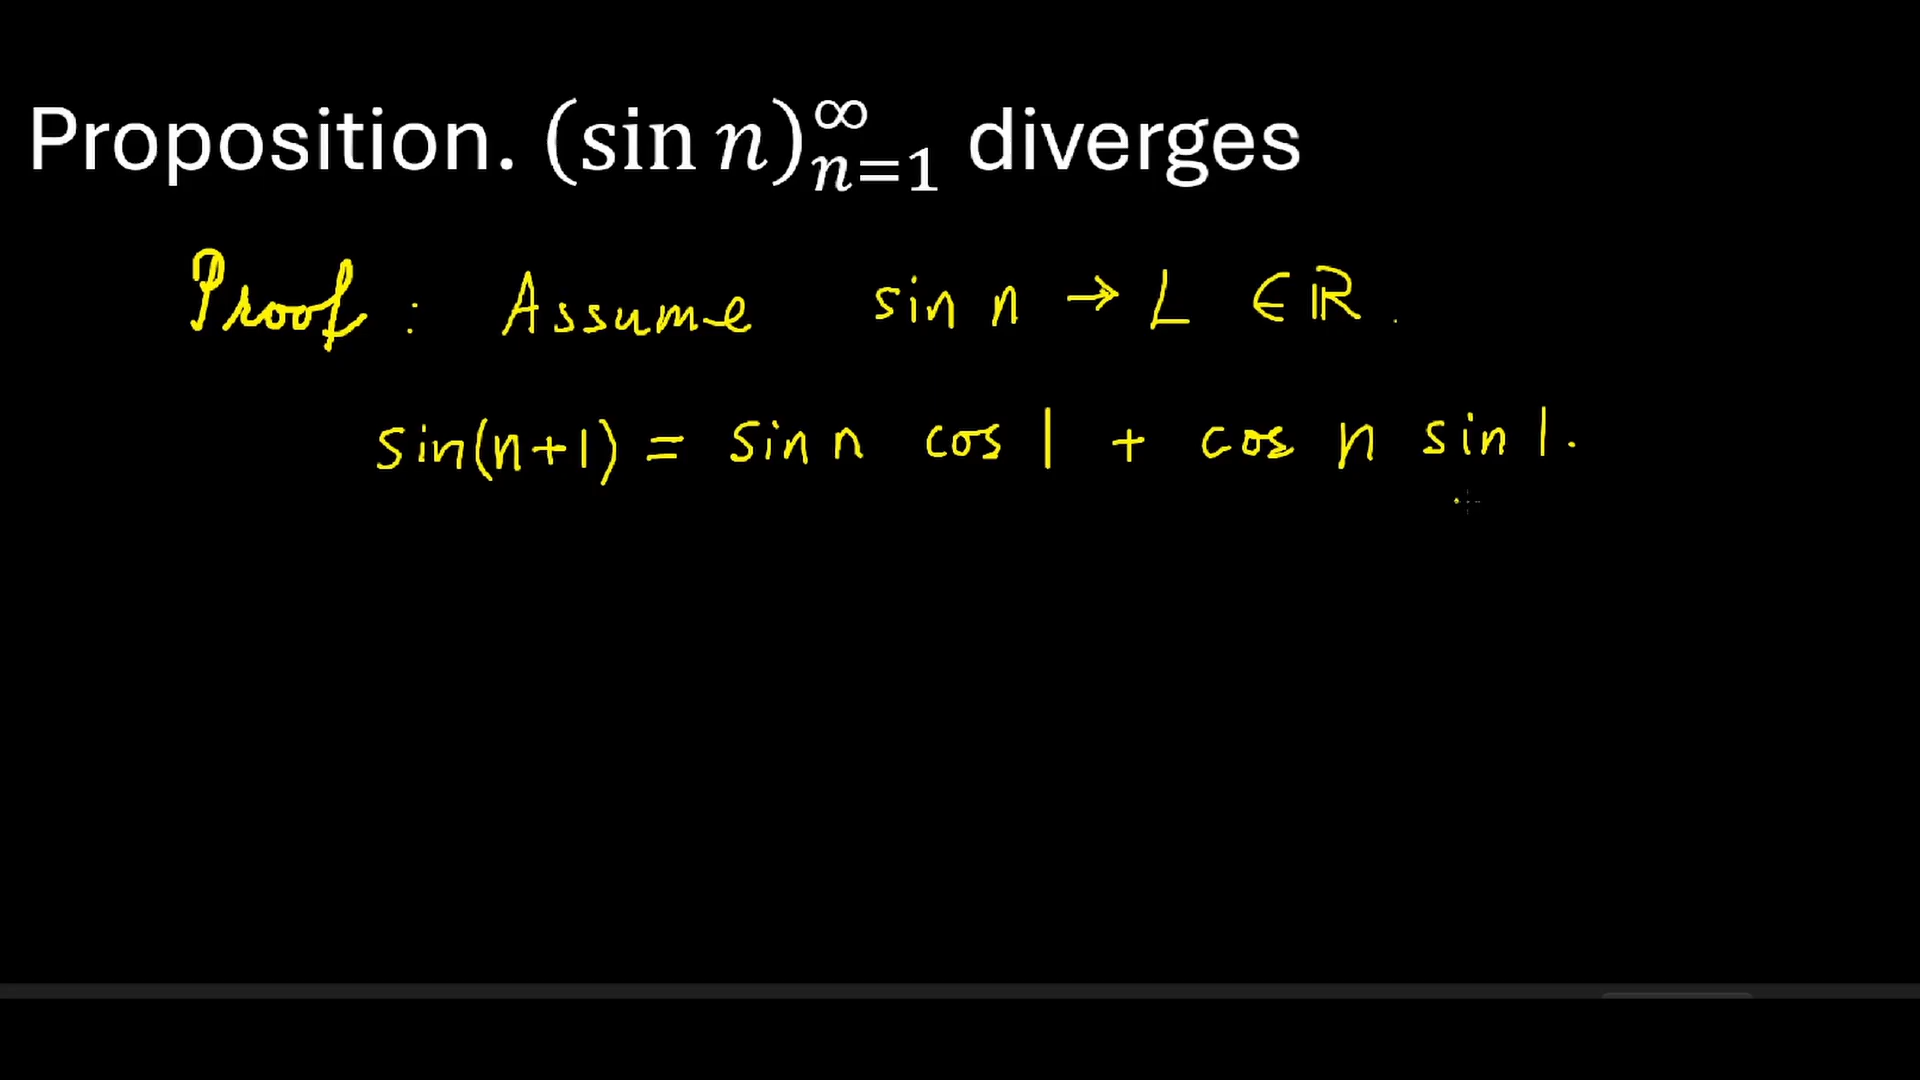 Proposition. (sin n)_{n=1}^{∞} diverges
Proof : Assume sin n → L ∈ ℝ.
sin(n+1) = sin n cos 1 + cos n sin 1.